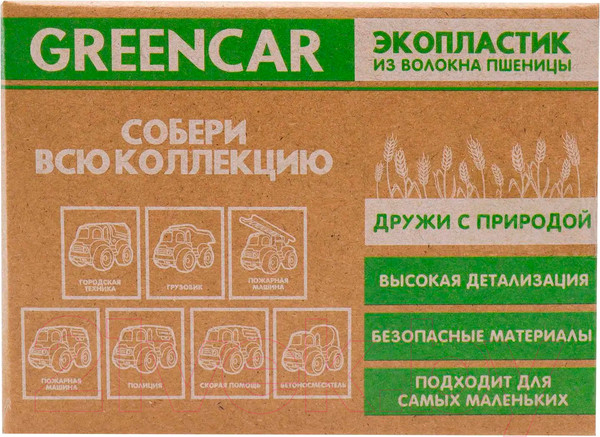 GREENCAR
ЭКОПЛАСТИК
ИЗ ВОЛОКНА ПШЕНИЦЫ
СОБЕРИ
ВСЮ КОЛЛЕКЦИЮ
ГОРОДСКАЯ
ТЕХНИКА
ГРУЗОВИК
ПОЖАРНАЯ
МАШИНА
ПОЖАРНАЯ
МАШИНА
ПОЛИЦИЯ
СКОРАЯ ПОМОЩЬ
БЕТОНОСМЕСИТЕЛЬ
ДРУЖИ С ПРИРОДОЙ
ВЫСОКАЯ ДЕТАЛИЗАЦИЯ
БЕЗОПАСНЫЕ МАТЕРИАЛЫ
ПОДХОДИТ ДЛЯ
САМЫХ МАЛЕНЬКИХ